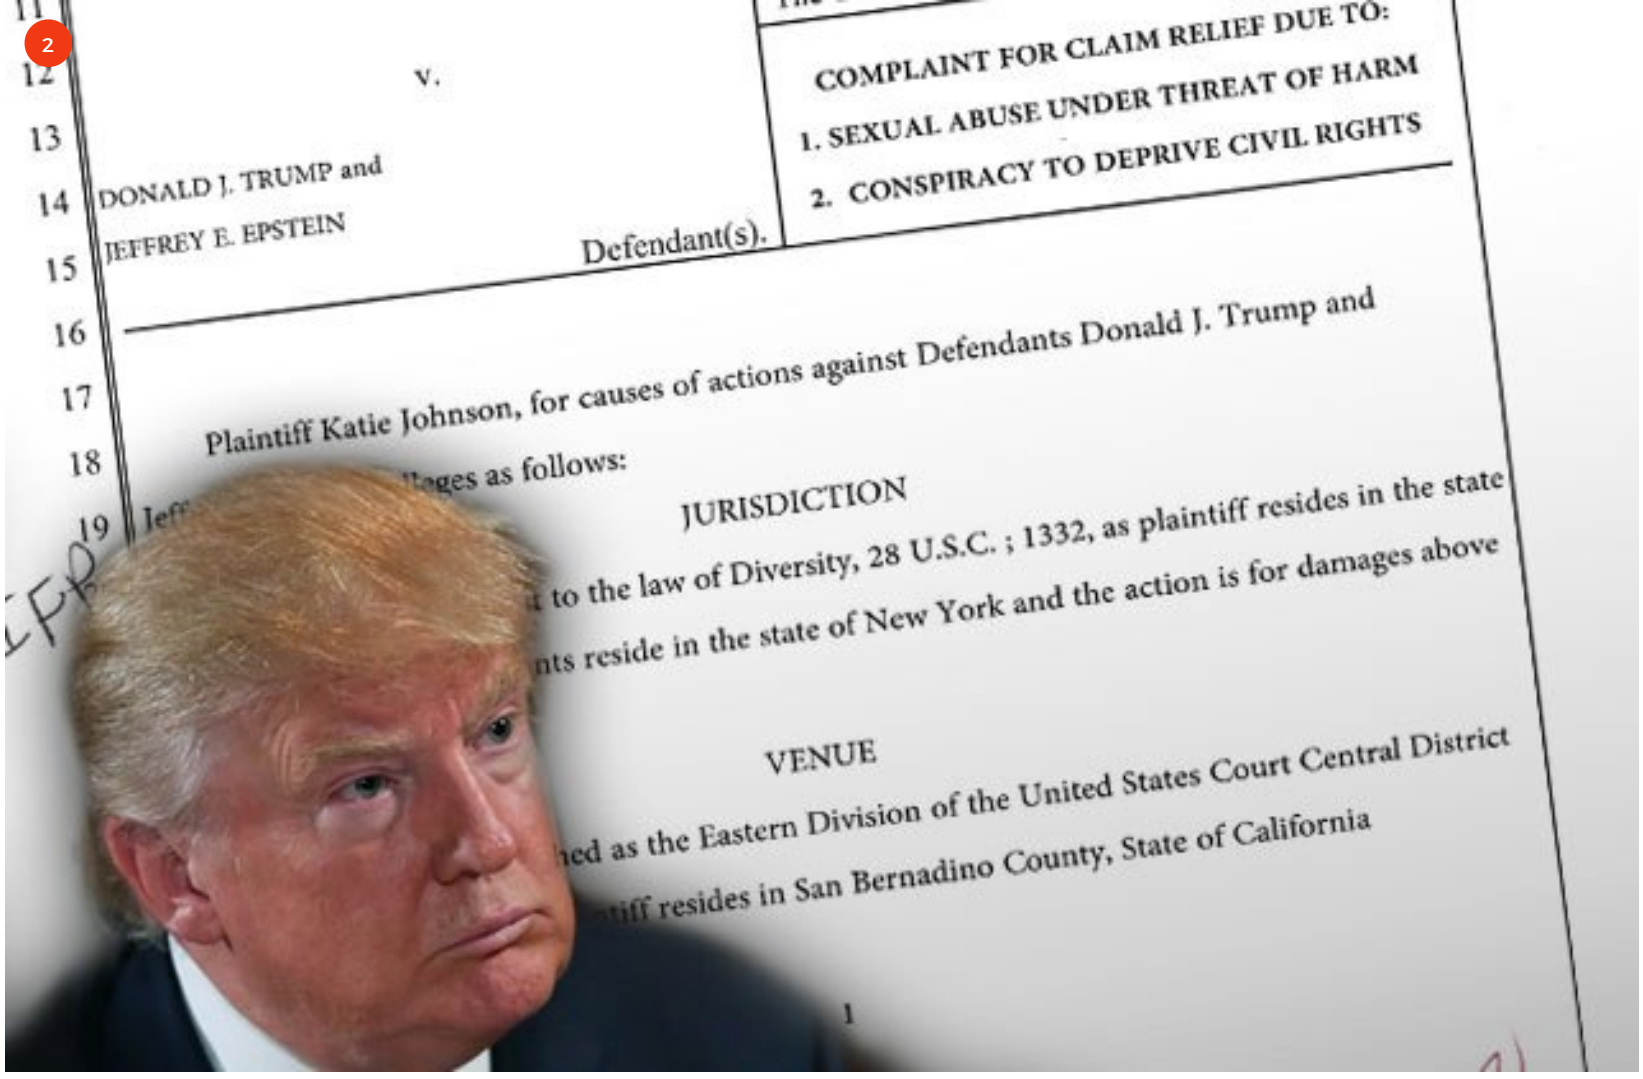 11
2
12
v.
COMPLAINT FOR CLAIM RELIEF DUE TO:
13
1. SEXUAL ABUSE UNDER THREAT OF HARM
14 DONALD J. TRUMP and
2. CONSPIRACY TO DEPRIVE CIVIL RIGHTS
15 JEFFREY E. EPSTEIN
Defendant(s).
16
17
Plaintiff Katie Johnson, for causes of actions against Defendants Donald J. Trump and
18
as follows:
19
JURISDICTION
to the law of Diversity, 28 U.S.C. ; 1332, as plaintiff resides in the state
reside in the state of New York and the action is for damages above
VENUE
as the Eastern Division of the United States Court Central District
resides in San Bernadino County, State of California
1